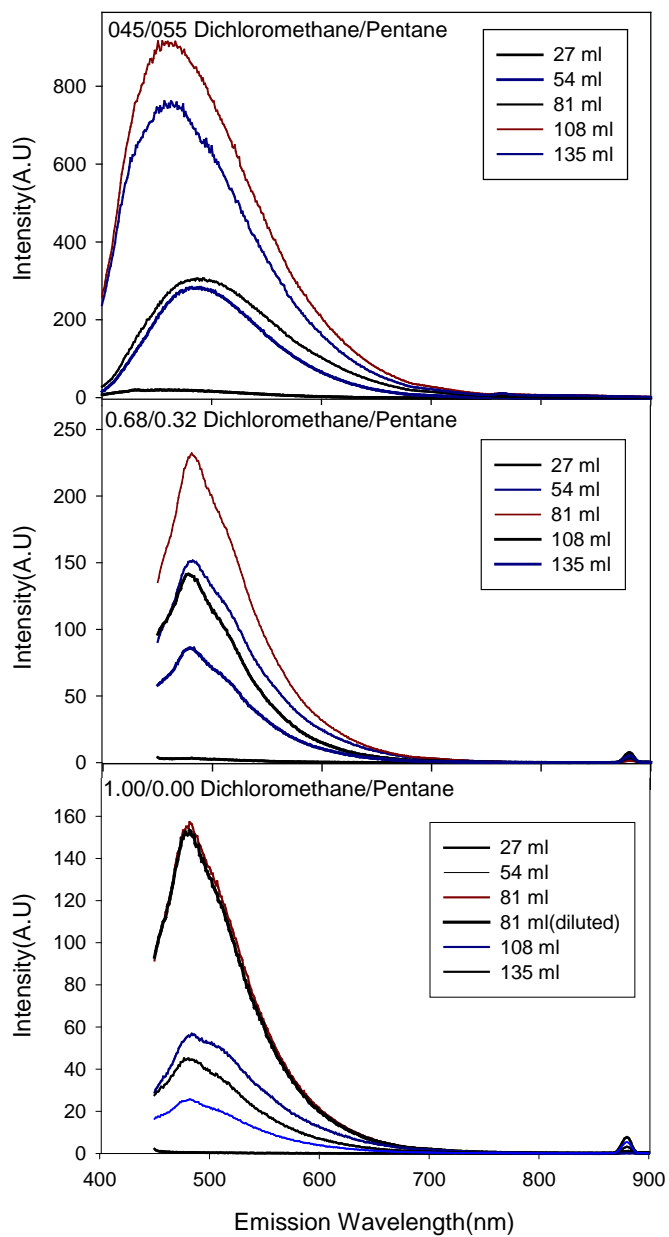 045/055 Dichloromethane/Pentane
27 ml
54 ml
81 ml
108 ml
135 ml
Intensity(A.U)
800
600
400
200
0
0.68/0.32 Dichloromethane/Pentane
27 ml
54 ml
81 ml
108 ml
135 ml
Intensity(A.U)
250
200
150
100
50
0
1.00/0.00 Dichloromethane/Pentane
27 ml
54 ml
81 ml
81 ml(diluted)
108 ml
135 ml
Intensity(A.U)
160
140
120
100
80
60
40
20
0
400 500 600 700 800 900
Emission Wavelength(nm)